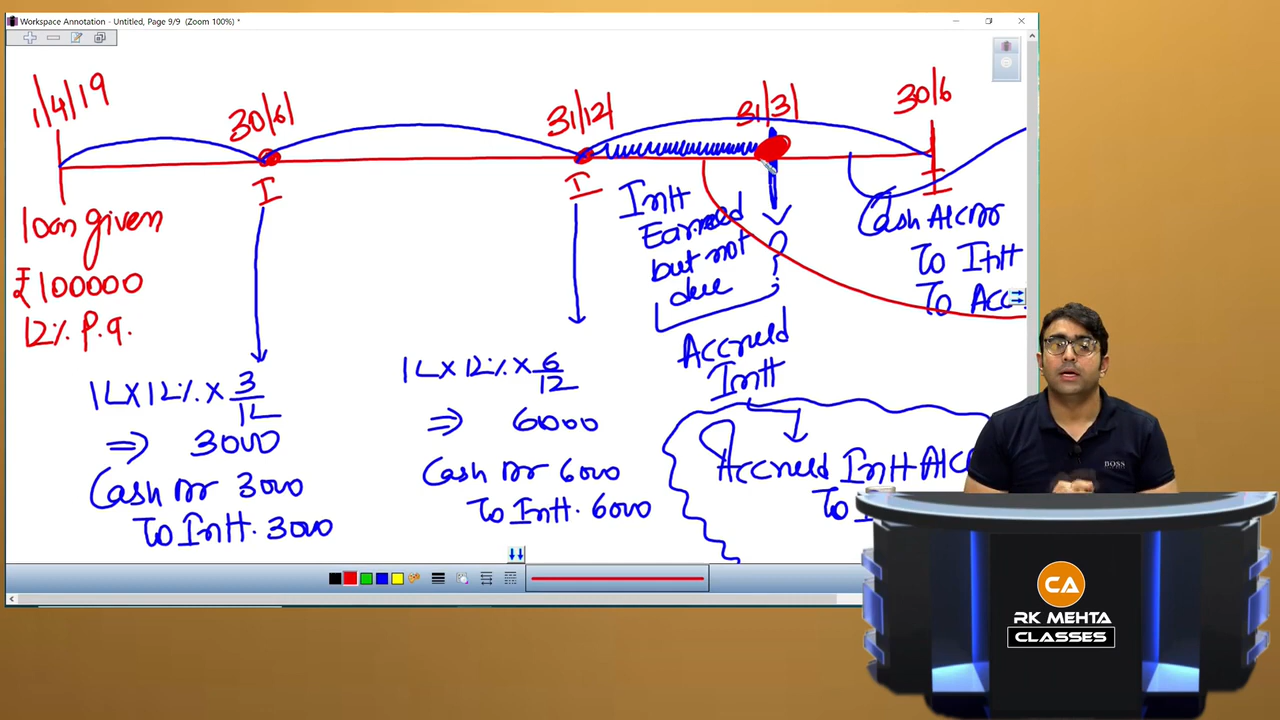 Workspace Annotation - Untitled, Page 9/9 (Zoom 100%) *
1/4/19
30/6
31/12
31/3
30/6
I
I
I
loan given
₹100000
12% P.a.
Intt
Earned
but not
due
?
Accrued
Intt
Cash A/c Dr
To Intt
To Acc
1L X 12% X 3/12
⇒ 3000
Cash Dr 3000
To Intt. 3000
1L X 12% X 6/12
⇒ 6000
Cash Dr 6000
To Intt. 6000
Accrued Intt A/c
To I
BOSS
CA
RK MEHTA
CLASSES